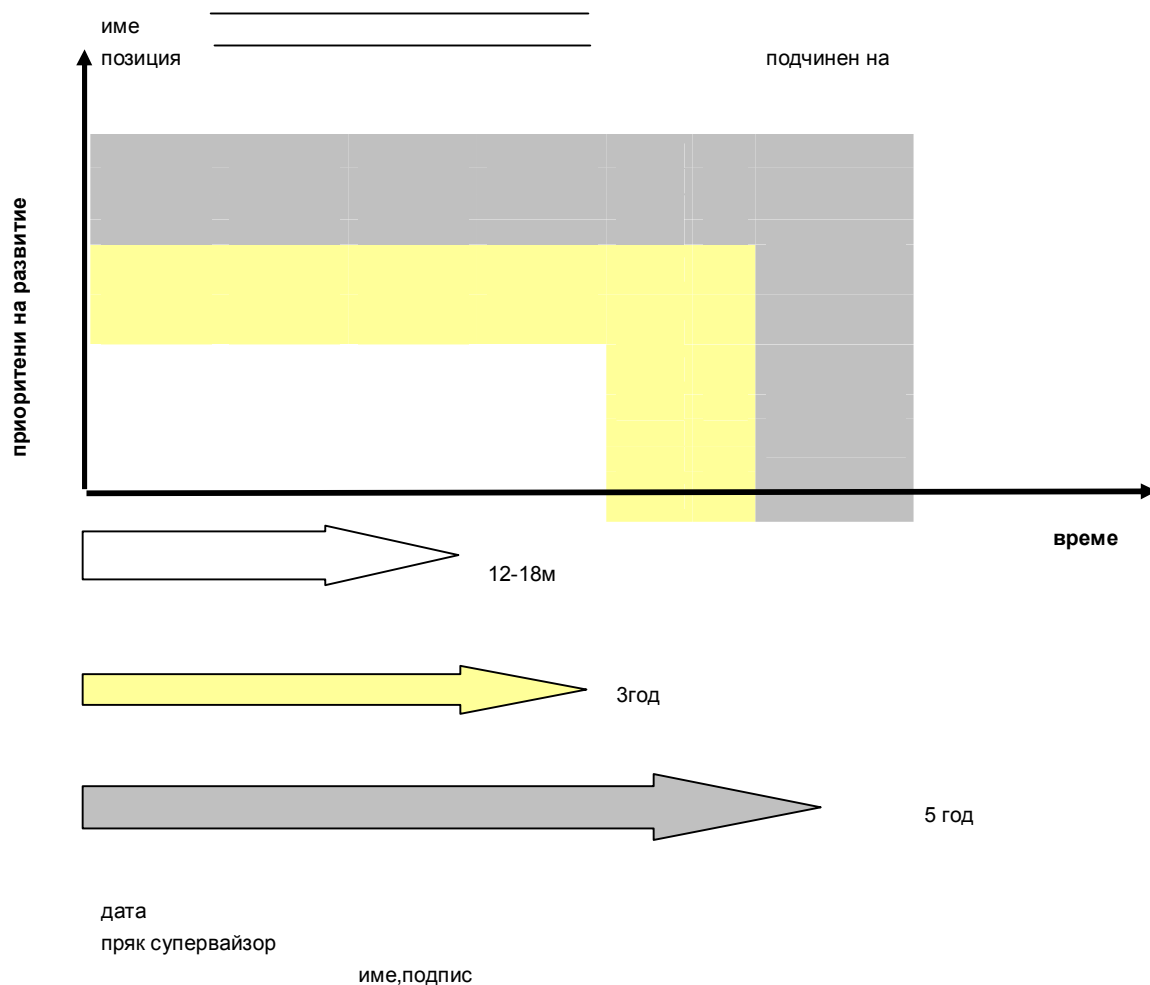 име
позиция
подчинен на
приоритени на развитие
време
12-18м
3год
5 год
дата
пряк супервайзор
име,подпис